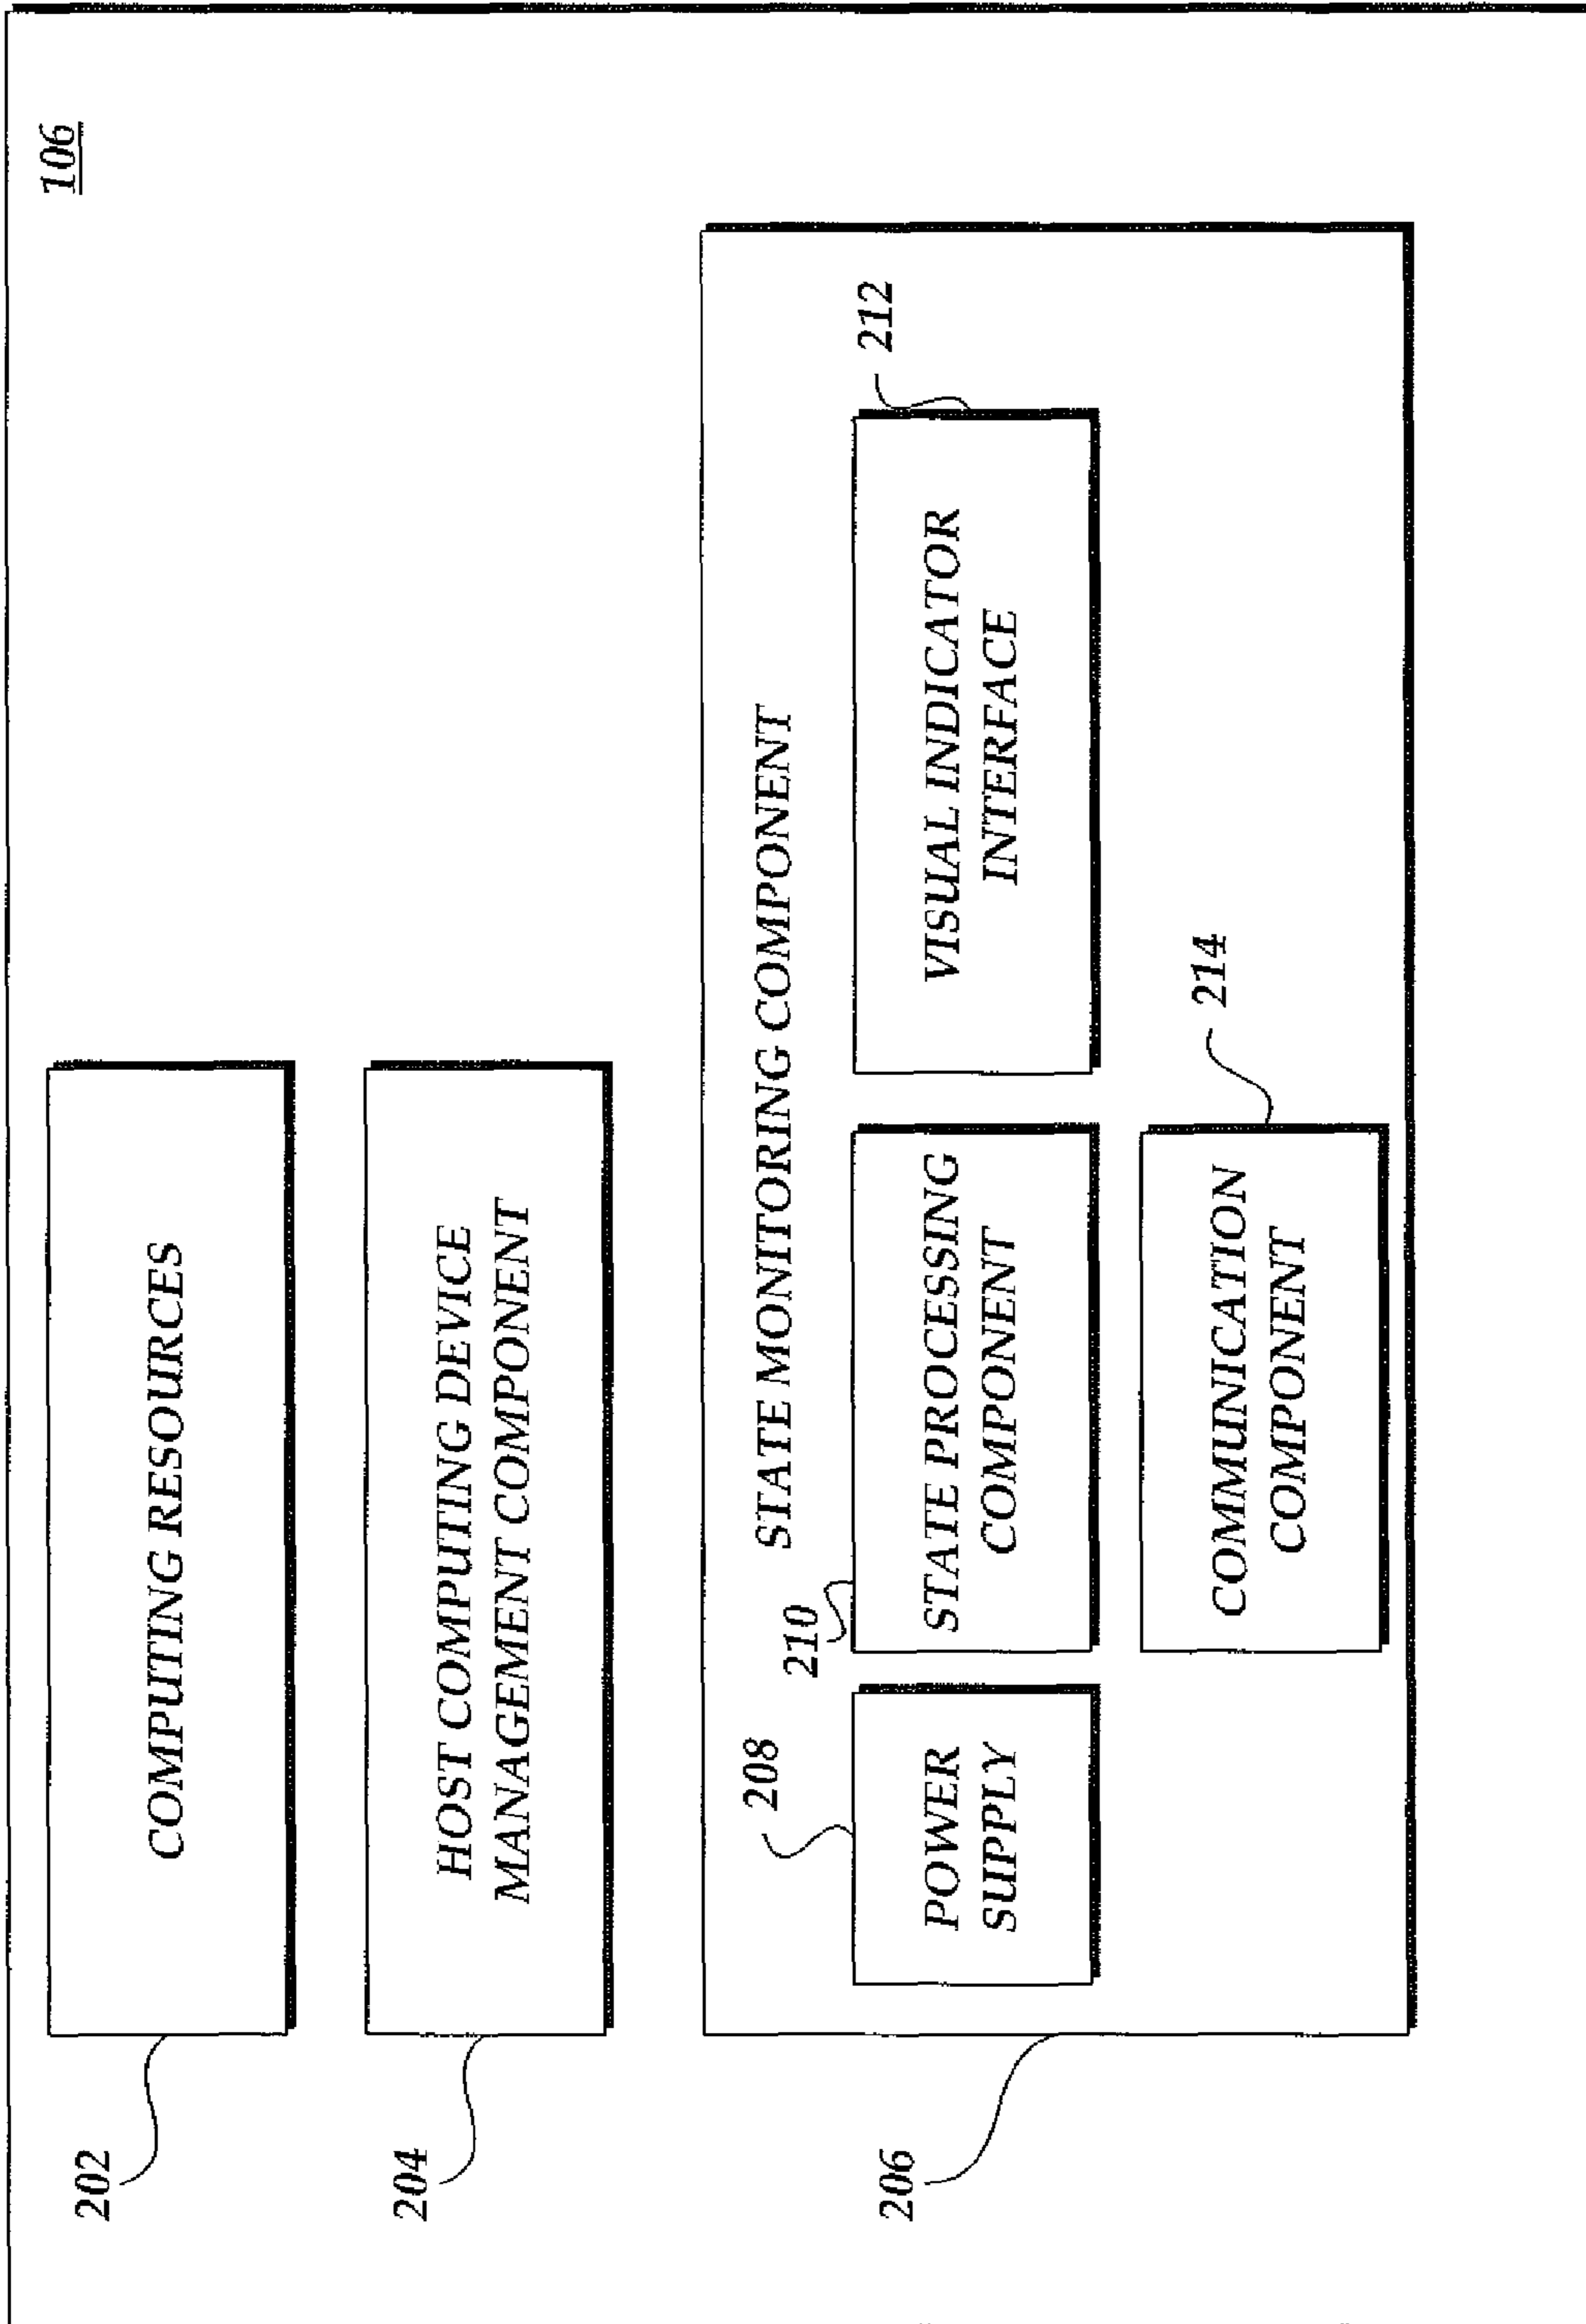 106
202
COMPUTING RESOURCES
204
HOST COMPUTING DEVICE
MANAGEMENT COMPONENT
206
STATE MONITORING COMPONENT
208
POWER
SUPPLY
210
STATE PROCESSING
COMPONENT
212
VISUAL INDICATOR
INTERFACE
214
COMMUNICATION
COMPONENT